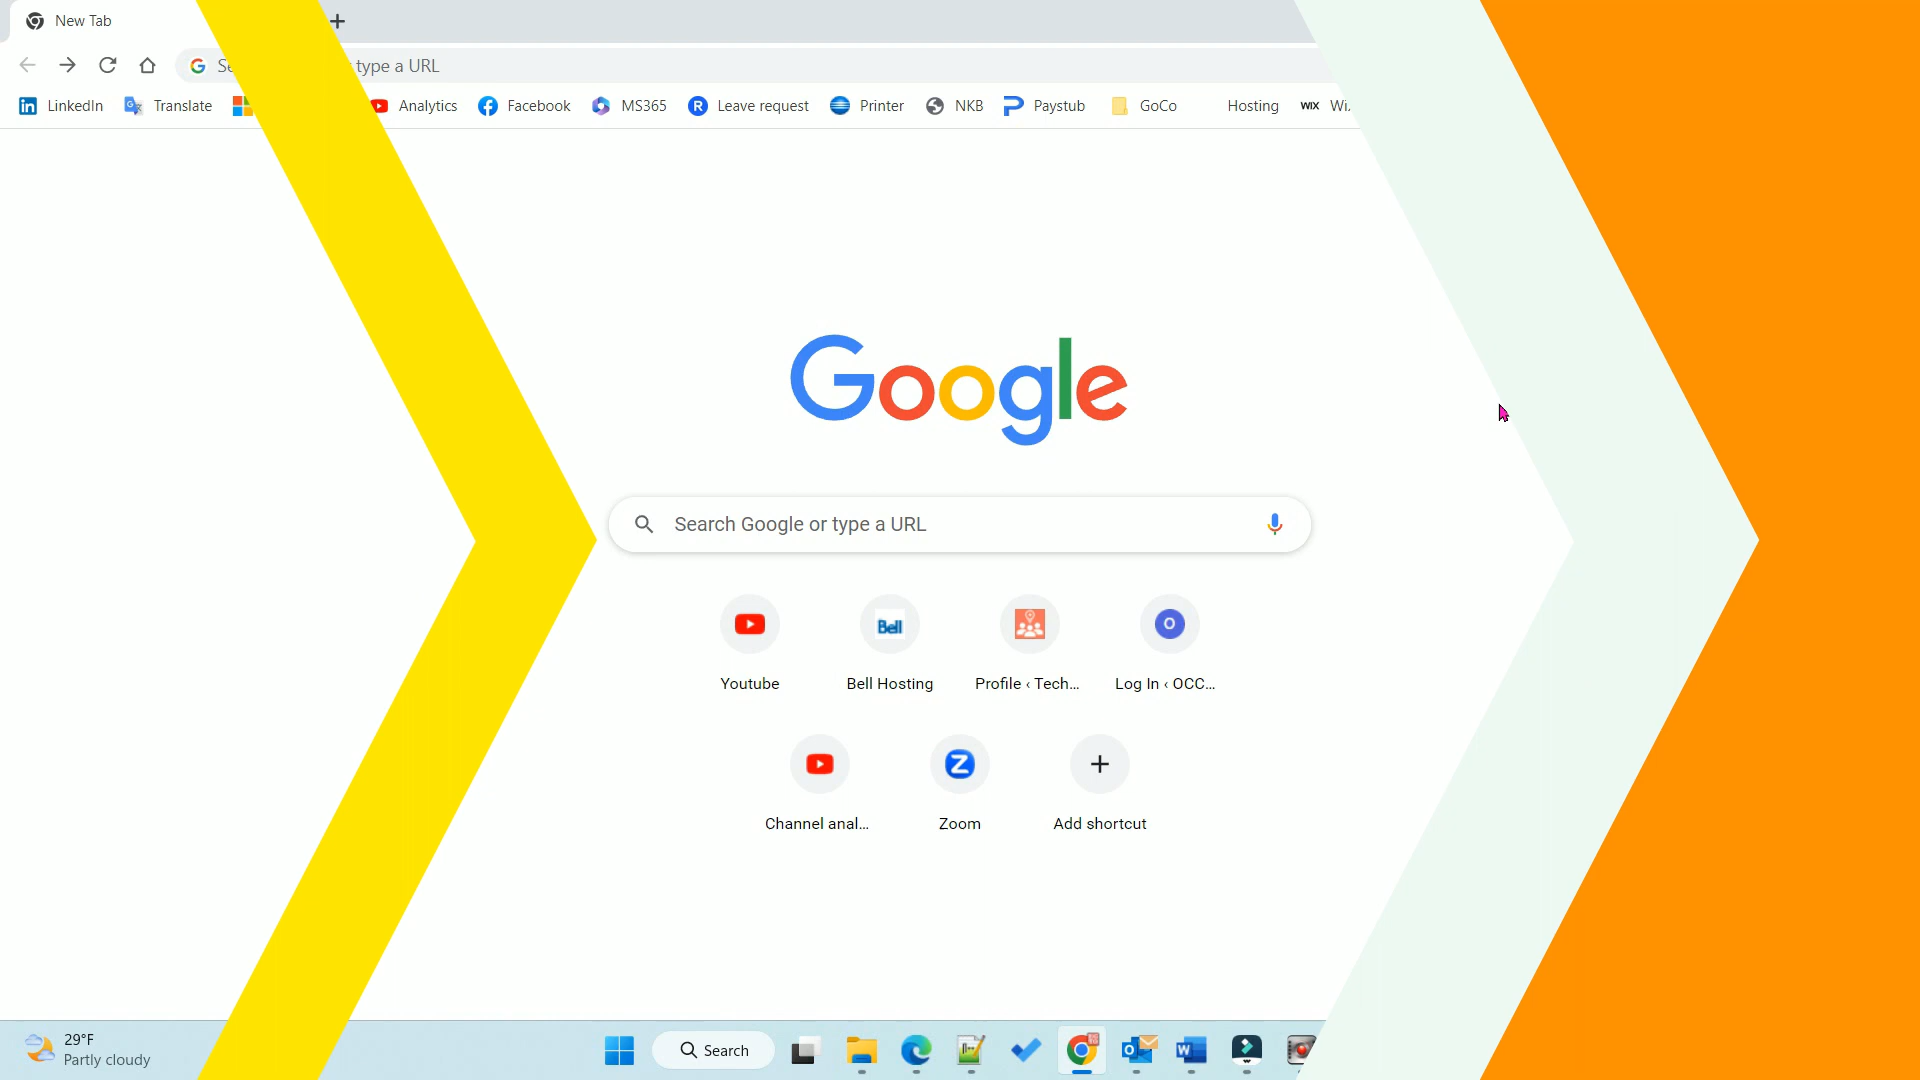 New Tab
type a URL
LinkedIn Translate Analytics Facebook MS365 Leave request Printer NKB Paystub GoCo Hosting WIX
Google
Search Google or type a URL
Bell
O
Youtube Bell Hosting Profile ‹ Tech... Log In ‹ OCC...
Channel anal... Zoom Add shortcut
29°F
Partly cloudy
Search